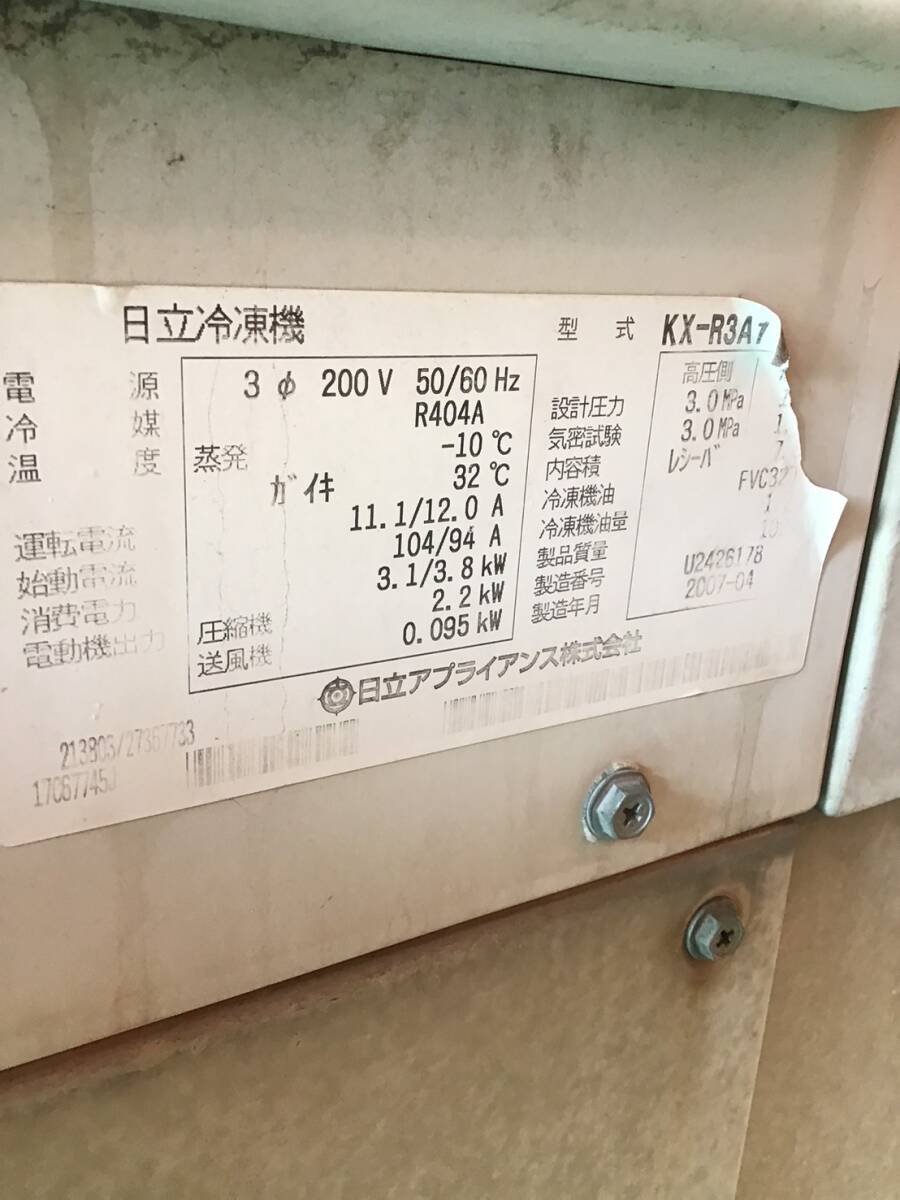 日立冷凍機
型式 KX-R3A
電源 3φ 200V 50/60Hz
冷媒 R404A
温度 蒸発 -10℃
ガイキ 32℃
運転電流 11.1/12.0 A
始動電流 104/94 A
消費電力 3.1/3.8 kW
電動機出力 圧縮機 2.2 kW
送風機 0.095 kW
高圧側
設計圧力 3.0 MPa
気密試験 3.0 MPa
内容積 レシーバ
冷凍機油 FVC32
冷凍機油量
製品質量
製造番号 U2426178
製造年月 2007-04
日立アプライアンス株式会社
213803/27367733
17C67745J